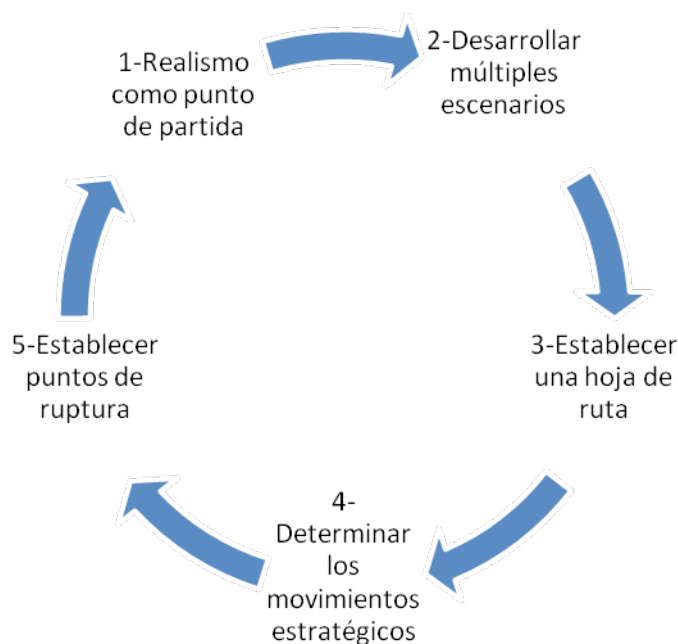 1-Realismo
como punto
de partida
2-Desarrollar
múltiples
escenarios
3-Establecer
una hoja de
ruta
4-
Determinar
los
movimientos
estratégicos
5-Establecer
puntos de
ruptura